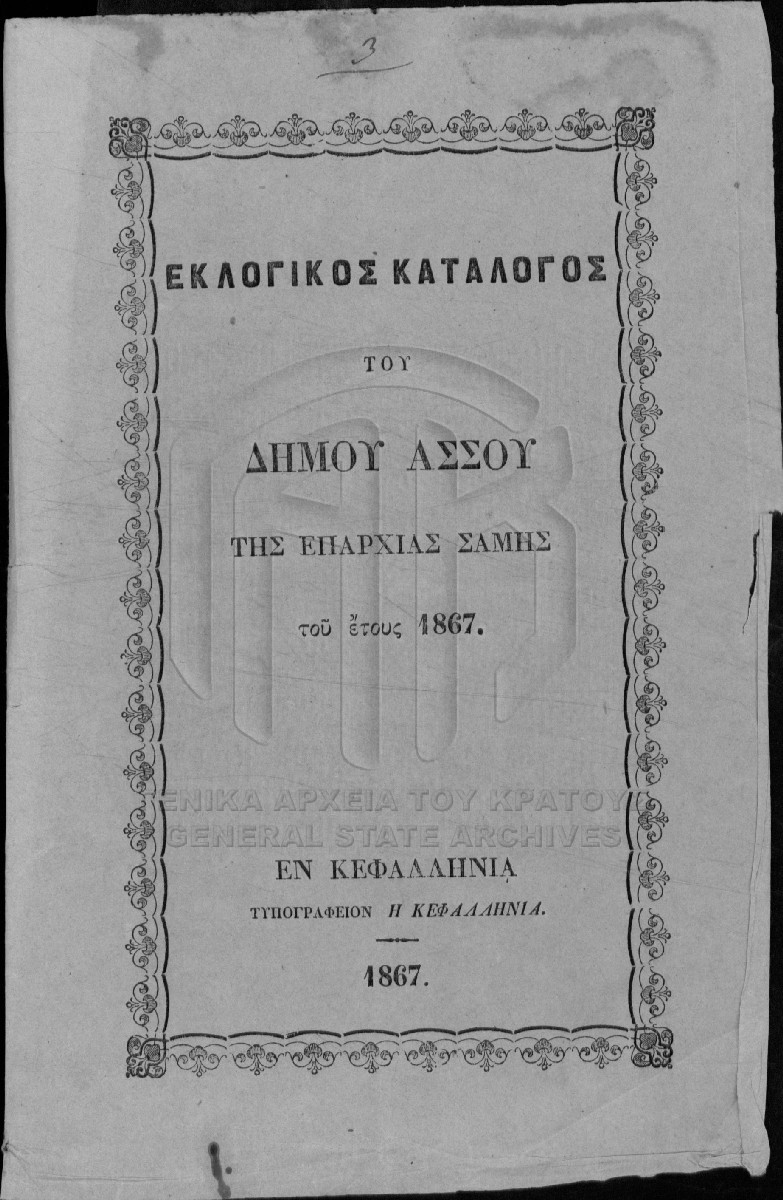 3
ΕΚΛΟΓΙΚΟΣ ΚΑΤΑΛΟΓΟΣ
ΤΟΥ
ΔΗΜΟΥ ΑΣΣΟΥ
ΤΗΣ ΕΠΑΡΧΙΑΣ ΣΑΜΗΣ
τοῦ ἔτους 1867.
ΓΕΝΙΚΑ ΑΡΧΕΙΑ ΤΟΥ ΚΡΑΤΟΥΣ
GENERAL STATE ARCHIVES
ΕΝ ΚΕΦΑΛΛΗΝΙᾼ
ΤΥΠΟΓΡΑΦΕΙΟΝ Η ΚΕΦΑΛΛΗΝΙΑ.
1867.